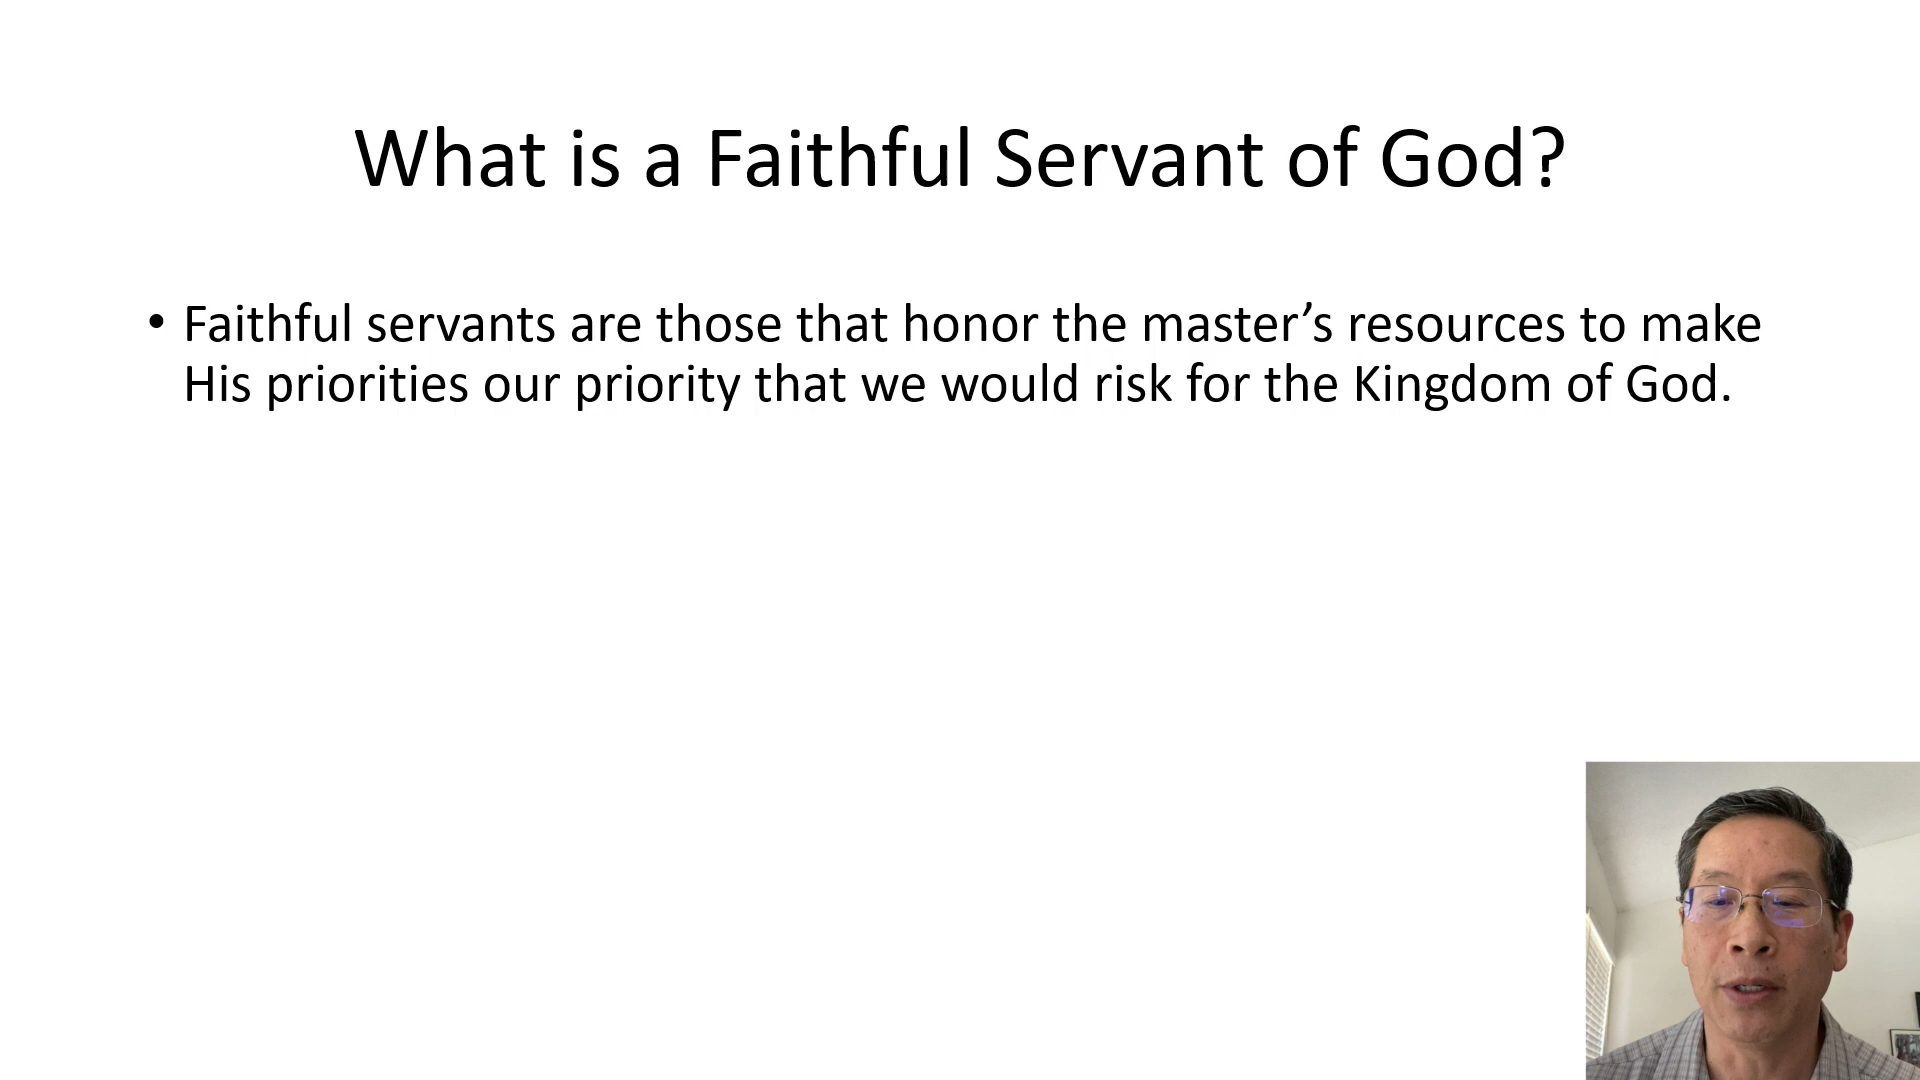 What is a Faithful Servant of God?
• Faithful servants are those that honor the master’s resources to make
His priorities our priority that we would risk for the Kingdom of God.